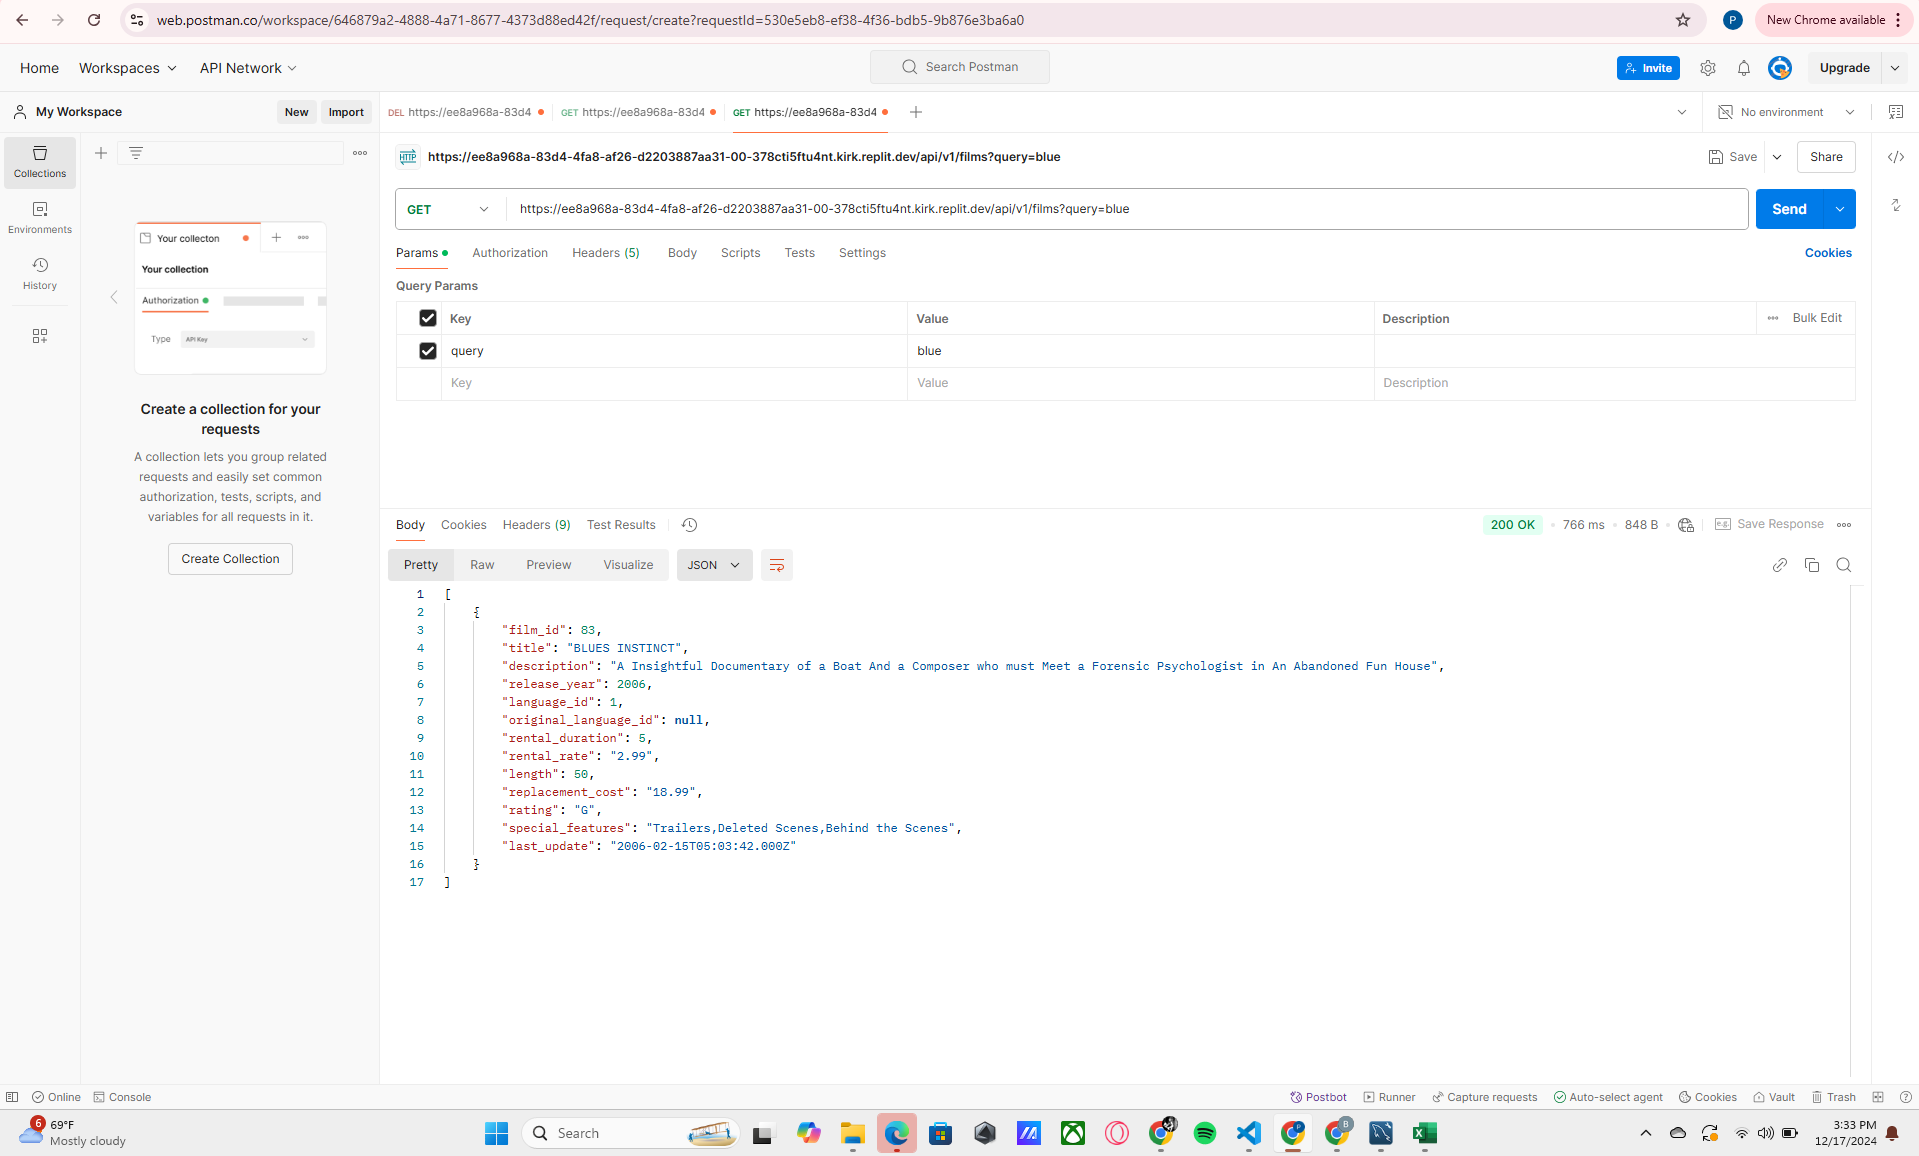 web.postman.co/workspace/646879a2-4888-4a71-8677-4373d88ed42f/request/create?requestId=530e5eb8-ef38-4f36-bdb5-9b876e3ba6a0
P
New Chrome available
Home
Workspaces
API Network
Search Postman
Invite
Upgrade
My Workspace
New
Import
DEL https://ee8a968a-83d4
GET https://ee8a968a-83d4
GET https://ee8a968a-83d4
No environment
Collections
Environments
History
Your collecton
Your collection
Authorization
Type
API Key
Create a collection for your
requests
A collection lets you group related
requests and easily set common
authorization, tests, scripts, and
variables for all requests in it.
Create Collection
HTTP
https://ee8a968a-83d4-4fa8-af26-d2203887aa31-00-378cti5ftu4nt.kirk.replit.dev/api/v1/films?query=blue
Save
Share
GET
https://ee8a968a-83d4-4fa8-af26-d2203887aa31-00-378cti5ftu4nt.kirk.replit.dev/api/v1/films?query=blue
Send
Params
Authorization
Headers (5)
Body
Scripts
Tests
Settings
Cookies
Query Params
Key
Value
Description
Bulk Edit
query
blue
Key
Value
Description
Body
Cookies
Headers (9)
Test Results
200 OK
766 ms
848 B
e.g.
Save Response
Pretty
Raw
Preview
Visualize
JSON
1 [
2 {
3 "film_id": 83,
4 "title": "BLUES INSTINCT",
5 "description": "A Insightful Documentary of a Boat And a Composer who must Meet a Forensic Psychologist in An Abandoned Fun House",
6 "release_year": 2006,
7 "language_id": 1,
8 "original_language_id": null,
9 "rental_duration": 5,
10 "rental_rate": "2.99",
11 "length": 50,
12 "replacement_cost": "18.99",
13 "rating": "G",
14 "special_features": "Trailers,Deleted Scenes,Behind the Scenes",
15 "last_update": "2006-02-15T05:03:42.000Z"
16 }
17 ]
Online
Console
Postbot
Runner
Capture requests
Auto-select agent
Cookies
Vault
Trash
6
69°F
Mostly cloudy
Search
P
B
3:33 PM
12/17/2024